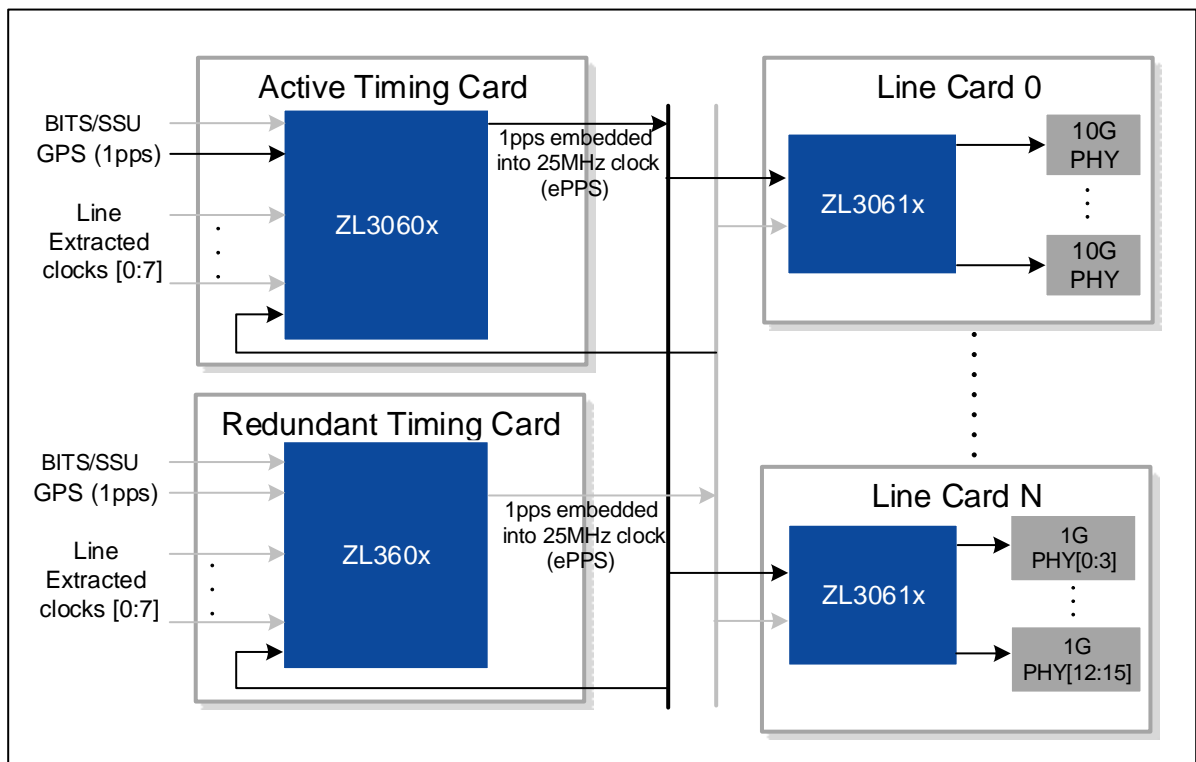 Active Timing Card
BITS/SSU
GPS (1pps)
Line
Extracted
clocks [0:7]
ZL3060x
1pps embedded
into 25MHz clock
(ePPS)
Line Card 0
ZL3061x
10G
PHY
10G
PHY
Redundant Timing Card
BITS/SSU
GPS (1pps)
Line
Extracted
clocks [0:7]
ZL360x
1pps embedded
into 25MHz clock
(ePPS)
Line Card N
ZL3061x
1G
PHY[0:3]
1G
PHY[12:15]